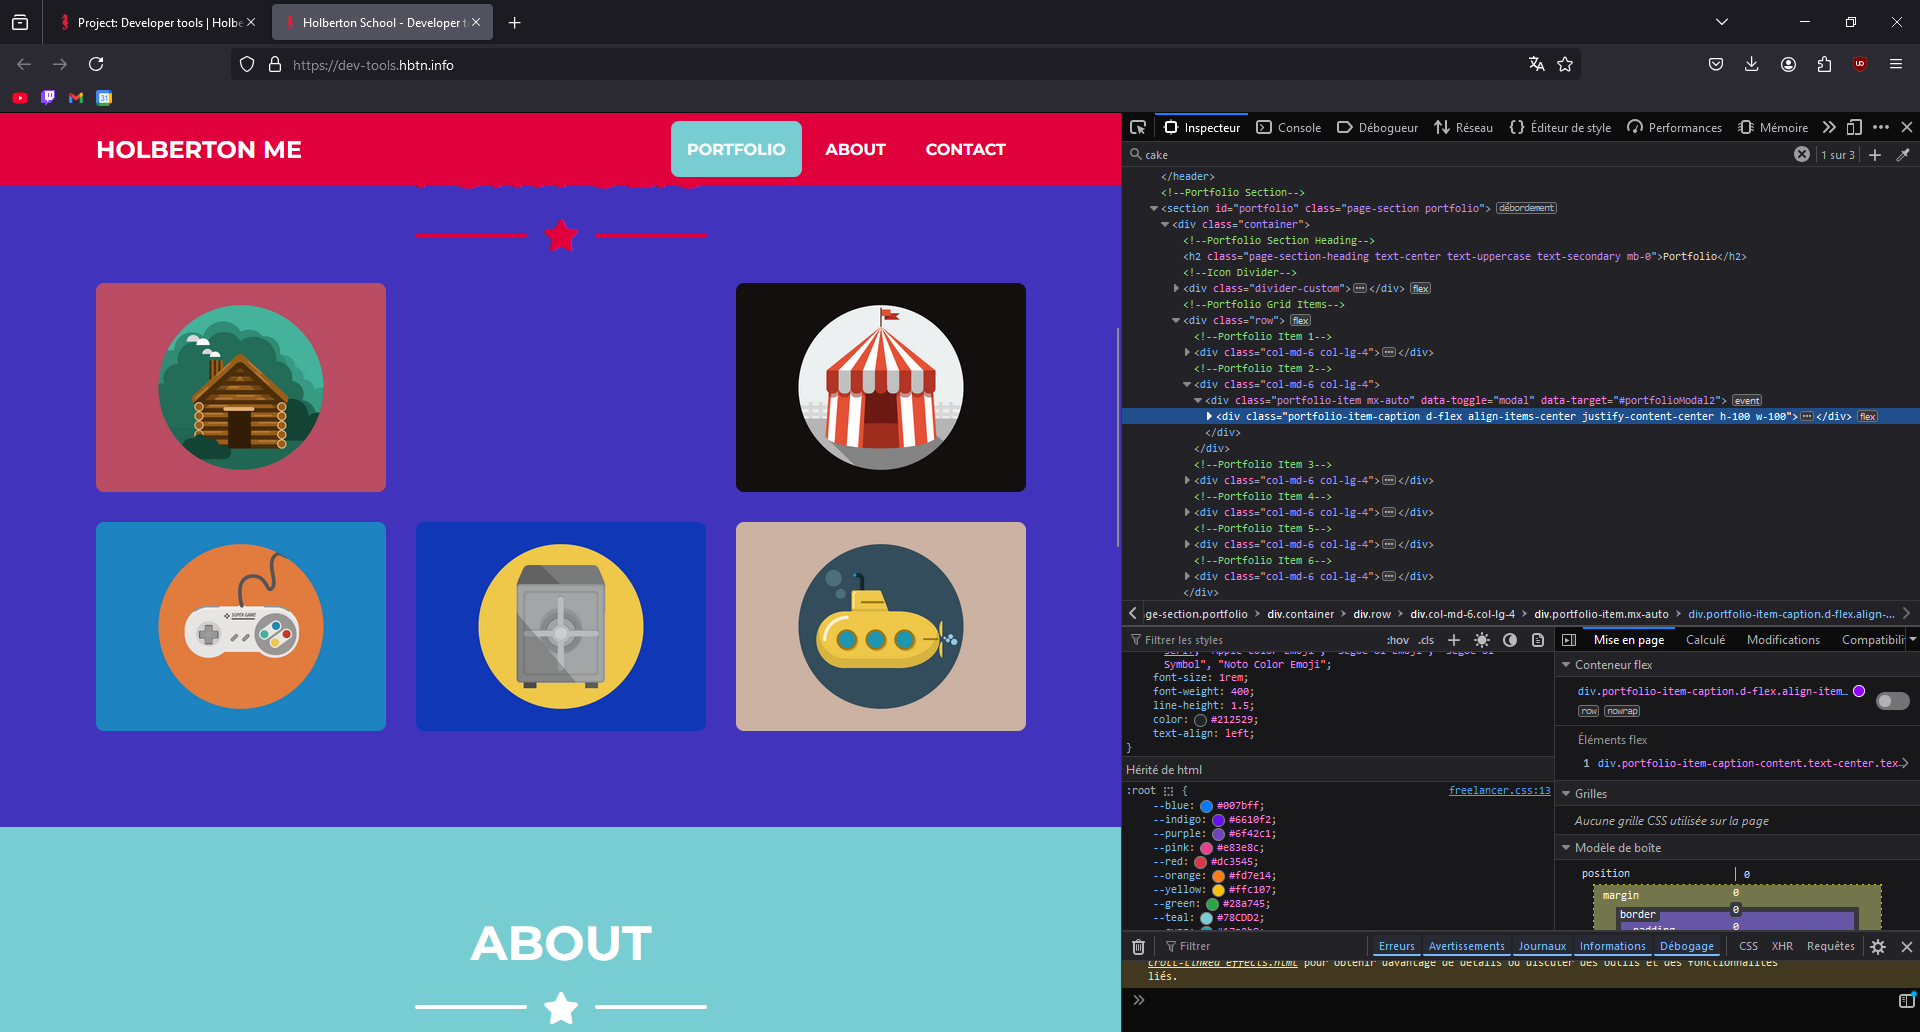 Project: Developer tools | Holbe
Holberton School - Developer t
https://dev-tools.hbtn.info
31
HOLBERTON ME
PORTFOLIO
ABOUT
CONTACT
SUPER GAME
ABOUT
Inspecteur
Console
Débogueur
Réseau
Éditeur de style
Performances
Mémoire
cake
1 sur 3
</header>
<!--Portfolio Section-->
<section id="portfolio" class="page-section portfolio"> débordement
<div class="container">
<!--Portfolio Section Heading-->
<h2 class="page-section-heading text-center text-uppercase text-secondary mb-0">Portfolio</h2>
<!--Icon Divider-->
<div class="divider-custom"></div> flex
<!--Portfolio Grid Items-->
<div class="row"> flex
<!--Portfolio Item 1-->
<div class="col-md-6 col-lg-4"></div>
<!--Portfolio Item 2-->
<div class="col-md-6 col-lg-4">
<div class="portfolio-item mx-auto" data-toggle="modal" data-target="#portfolioModal2"> event
<div class="portfolio-item-caption d-flex align-items-center justify-content-center h-100 w-100"></div> flex
</div>
</div>
<!--Portfolio Item 3-->
<div class="col-md-6 col-lg-4"></div>
<!--Portfolio Item 4-->
<div class="col-md-6 col-lg-4"></div>
<!--Portfolio Item 5-->
<div class="col-md-6 col-lg-4"></div>
<!--Portfolio Item 6-->
<div class="col-md-6 col-lg-4"></div>
</div>
ge-section.portfolio > div.container > div.row > div.col-md-6.col-lg-4 > div.portfolio-item.mx-auto > div.portfolio-item-caption.d-flex.align-...
Filtrer les styles
:hov .cls
Symbol", "Noto Color Emoji";
font-size: 1rem;
font-weight: 400;
line-height: 1.5;
color: #212529;
text-align: left;
}
Hérité de html
:root {
freelancer.css:13
--blue: #007bff;
--indigo: #6610f2;
--purple: #6f42c1;
--pink: #e83e8c;
--red: #dc3545;
--orange: #fd7e14;
--yellow: #ffc107;
--green: #28a745;
--teal: #78CDD2;
Mise en page
Calculé
Modifications
Compatibili
Conteneur flex
div.portfolio-item-caption.d-flex.align-item…
row nowrap
Éléments flex
1 div.portfolio-item-caption-content.text-center.tex…
Grilles
Aucune grille CSS utilisée sur la page
Modèle de boîte
position 0
margin 0
border 0
padding 0
Filtrer
Erreurs
Avertissements
Journaux
Informations
Débogage
CSS
XHR
Requêtes
croll-linked_effects.html pour obtenir davantage de détails ou discuter des outils et des fonctionnalités
liés.